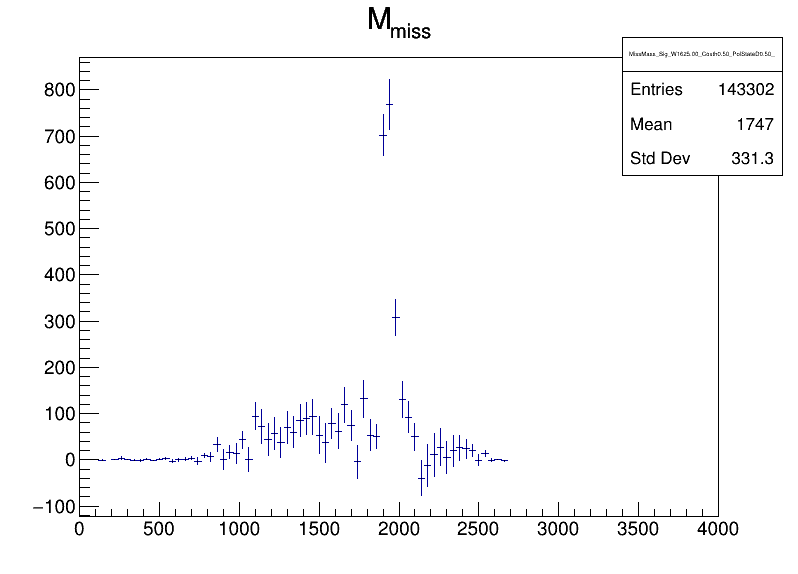 M_miss
MissMass_Sig_W1625.00_Costh0.50_PolStateD0.50_
Entries 143302
Mean 1747
Std Dev 331.3
800
700
600
500
400
300
200
100
0
−100
0 500 1000 1500 2000 2500 3000 3500 4000